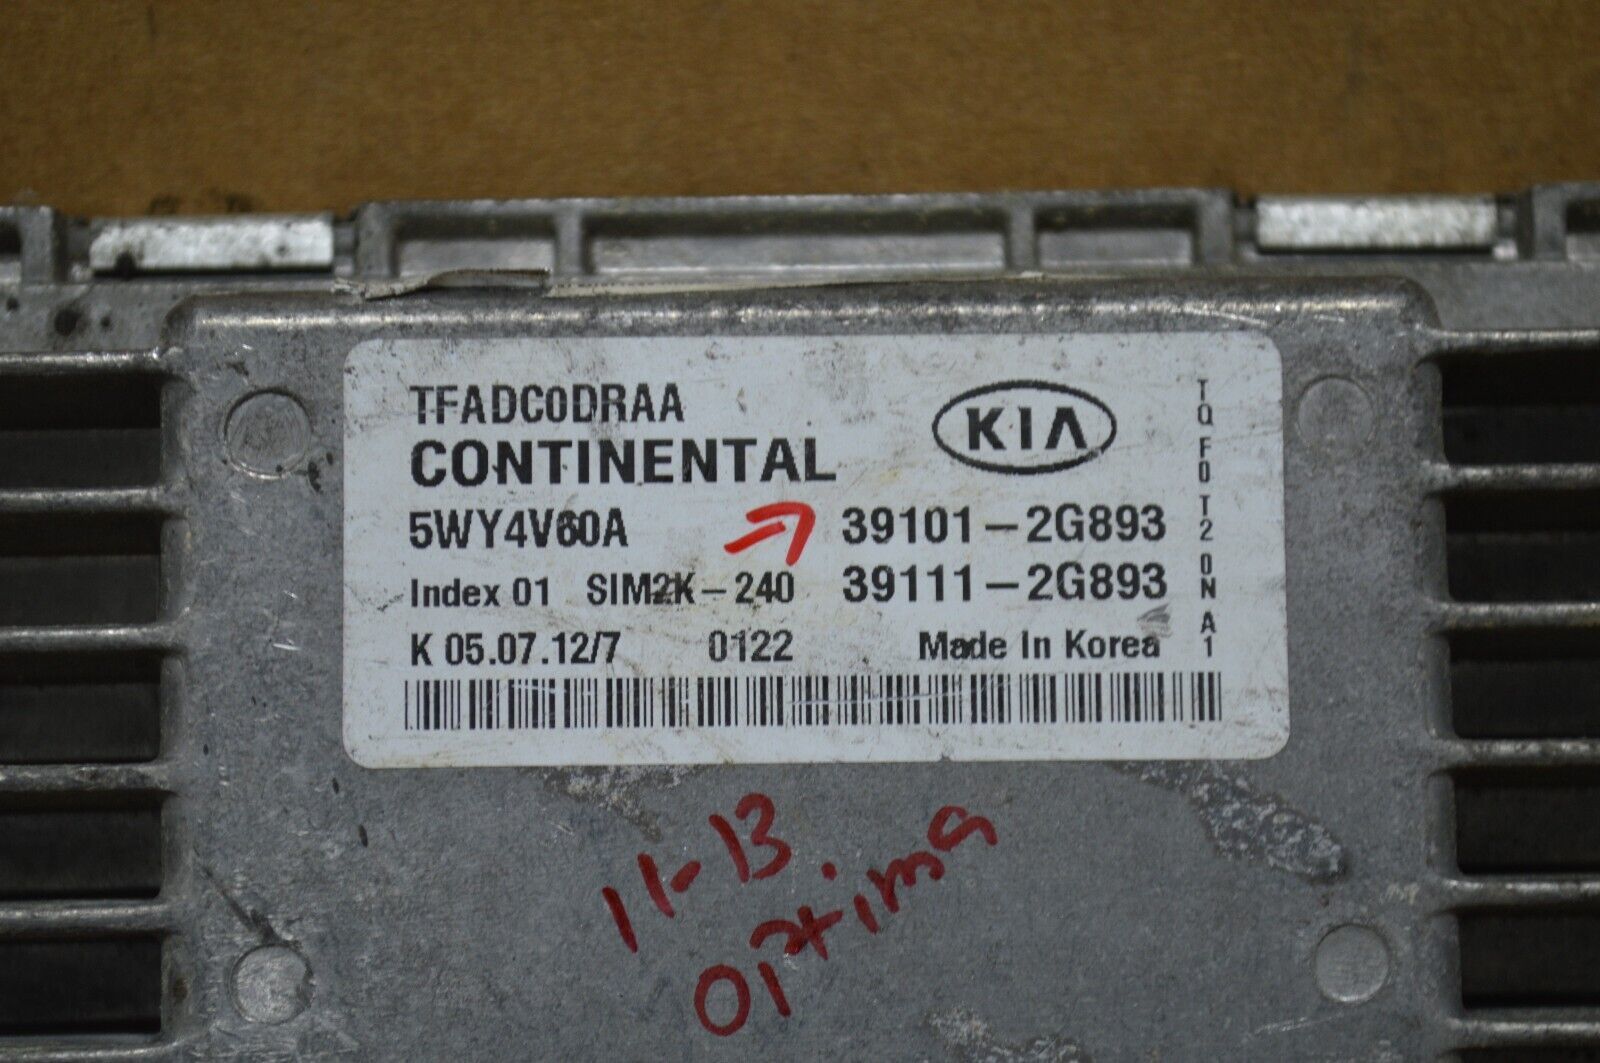 TFADC0DRAA
CONTINENTAL
KIA
5WY4V60A
39101-2G893
Index 01 SIM2K-240
39111-2G893
K 05.07.12/7 0122 Made In Korea
TQ F0 T2 0N A1
11-13
Optima